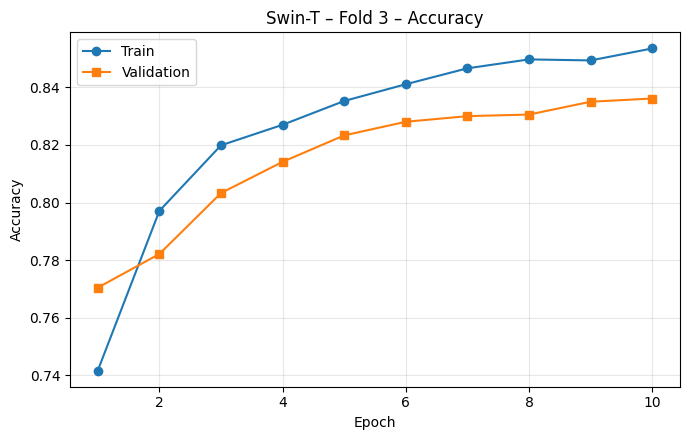 Swin-T – Fold 3 – Accuracy
Train
Validation
Accuracy
0.84
0.82
0.80
0.78
0.76
0.74
2 4 6 8 10
Epoch